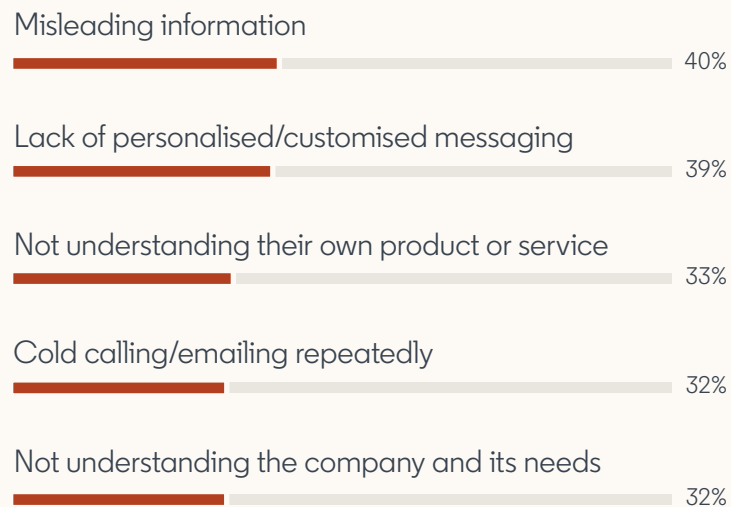 Misleading information
40%
Lack of personalised/customised messaging
39%
Not understanding their own product or service
33%
Cold calling/emailing repeatedly
32%
Not understanding the company and its needs
32%